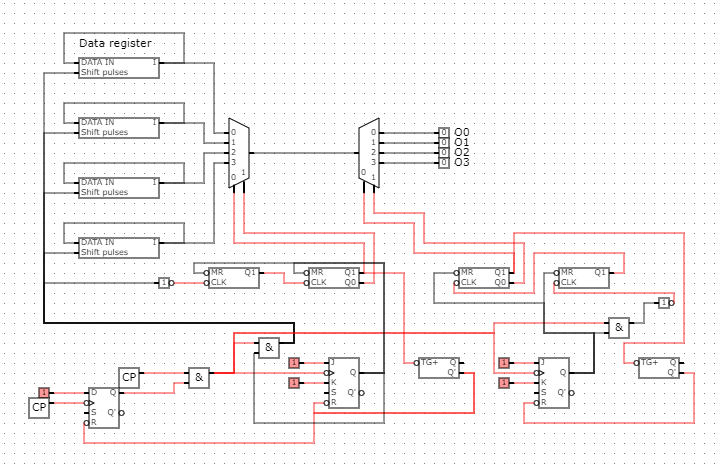 Data register
DATA IN 1
Shift pulses
DATA IN 1
Shift pulses
0
1
2
3
0 1
0
1
2
3
0 1
0 O0
0 O1
0 O2
0 O3
DATA IN 1
Shift pulses
DATA IN 1
Shift pulses
1
MR Q1
CLK
MR Q1
CLK Q0
MR Q1
CLK Q0
MR Q1
CLK
1
&
&
CP
&
1
CP
D Q
>
S Q'
R
1
1
J
>
K
S
R
Q
Q'
TG+ Q
Q'
1
1
J
>
K
S
R
Q
Q'
TG+ Q
Q'